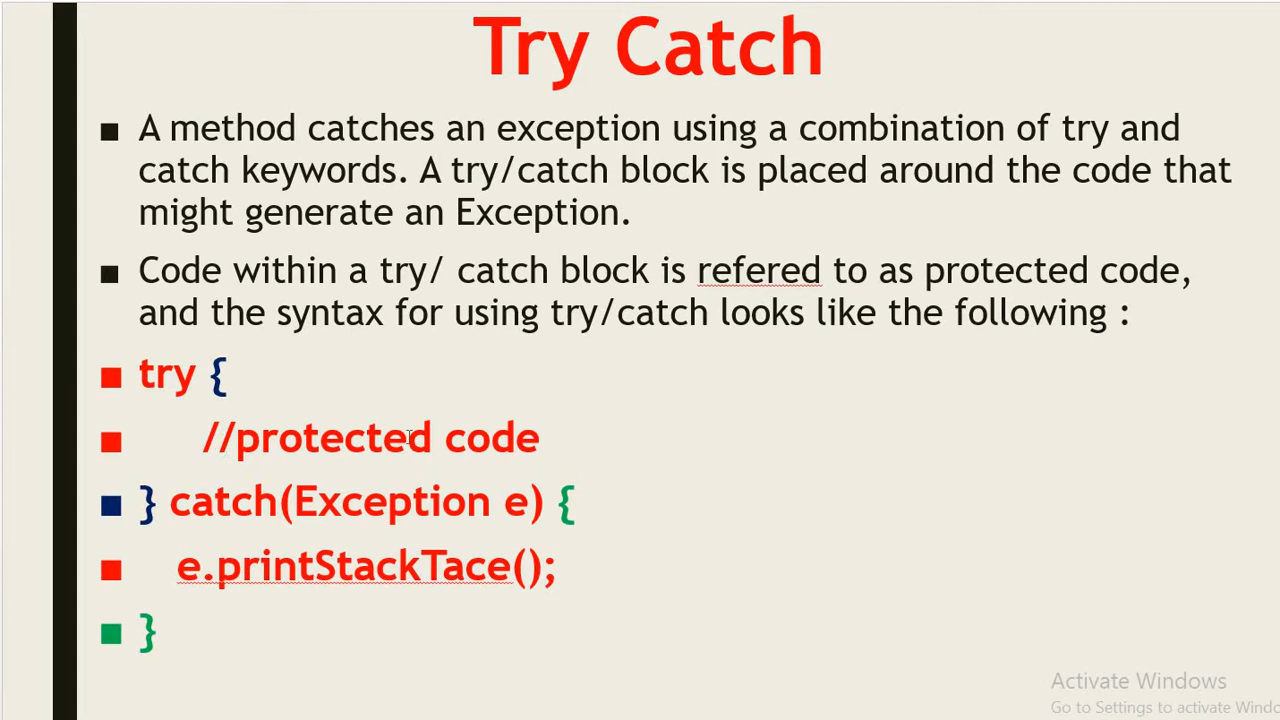 Try Catch
A method catches an exception using a combination of try and
catch keywords. A try/catch block is placed around the code that
might generate an Exception.
Code within a try/ catch block is refered to as protected code,
and the syntax for using try/catch looks like the following :
try {
//protected code
} catch(Exception e) {
e.printStackTace();
}
Activate Windows
Go to Settings to activate Windo